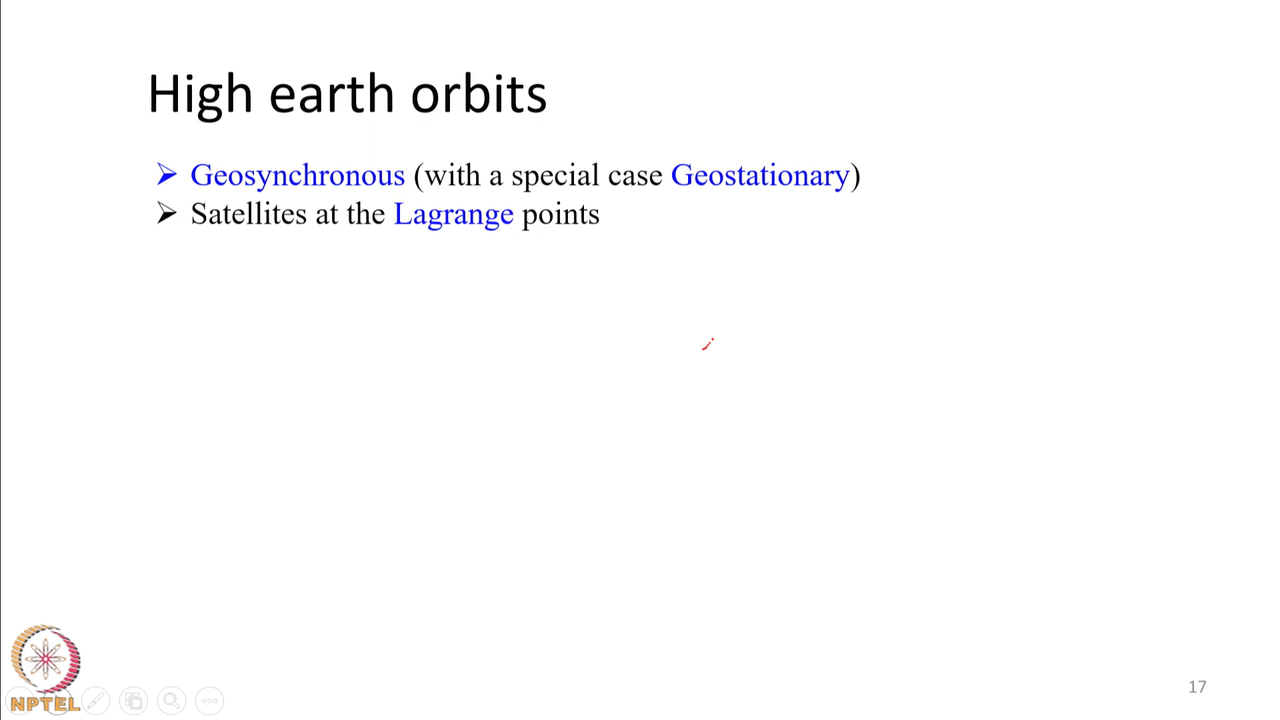 High earth orbits
➢ Geosynchronous (with a special case Geostationary)
➢ Satellites at the Lagrange points
NPTEL
17